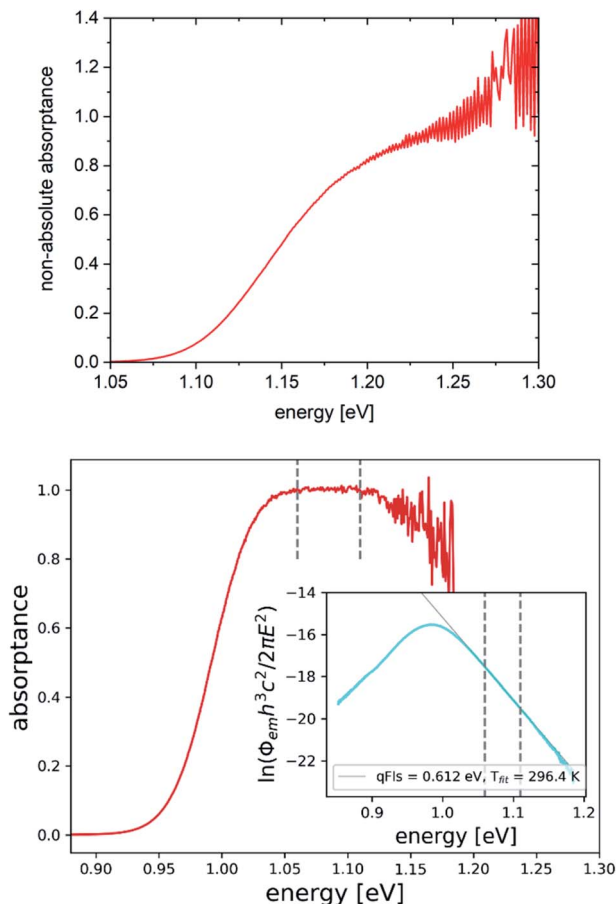 1.4
1.2
1.0
0.8
0.6
0.4
0.2
0.0
non-absolute absorptance
1.05 1.10 1.15 1.20 1.25 1.30
energy [eV]
1.0
0.8
0.6
0.4
0.2
0.0
absorptance
0.90 0.95 1.00 1.05 1.10 1.15 1.20 1.25 1.30
energy [eV]
−14
−16
−18
−20
−22
ln(Φ_em h³c²/2πE²)
qFls = 0.612 eV, T_fit = 296.4 K
0.9 1.0 1.1 1.2
energy [eV]